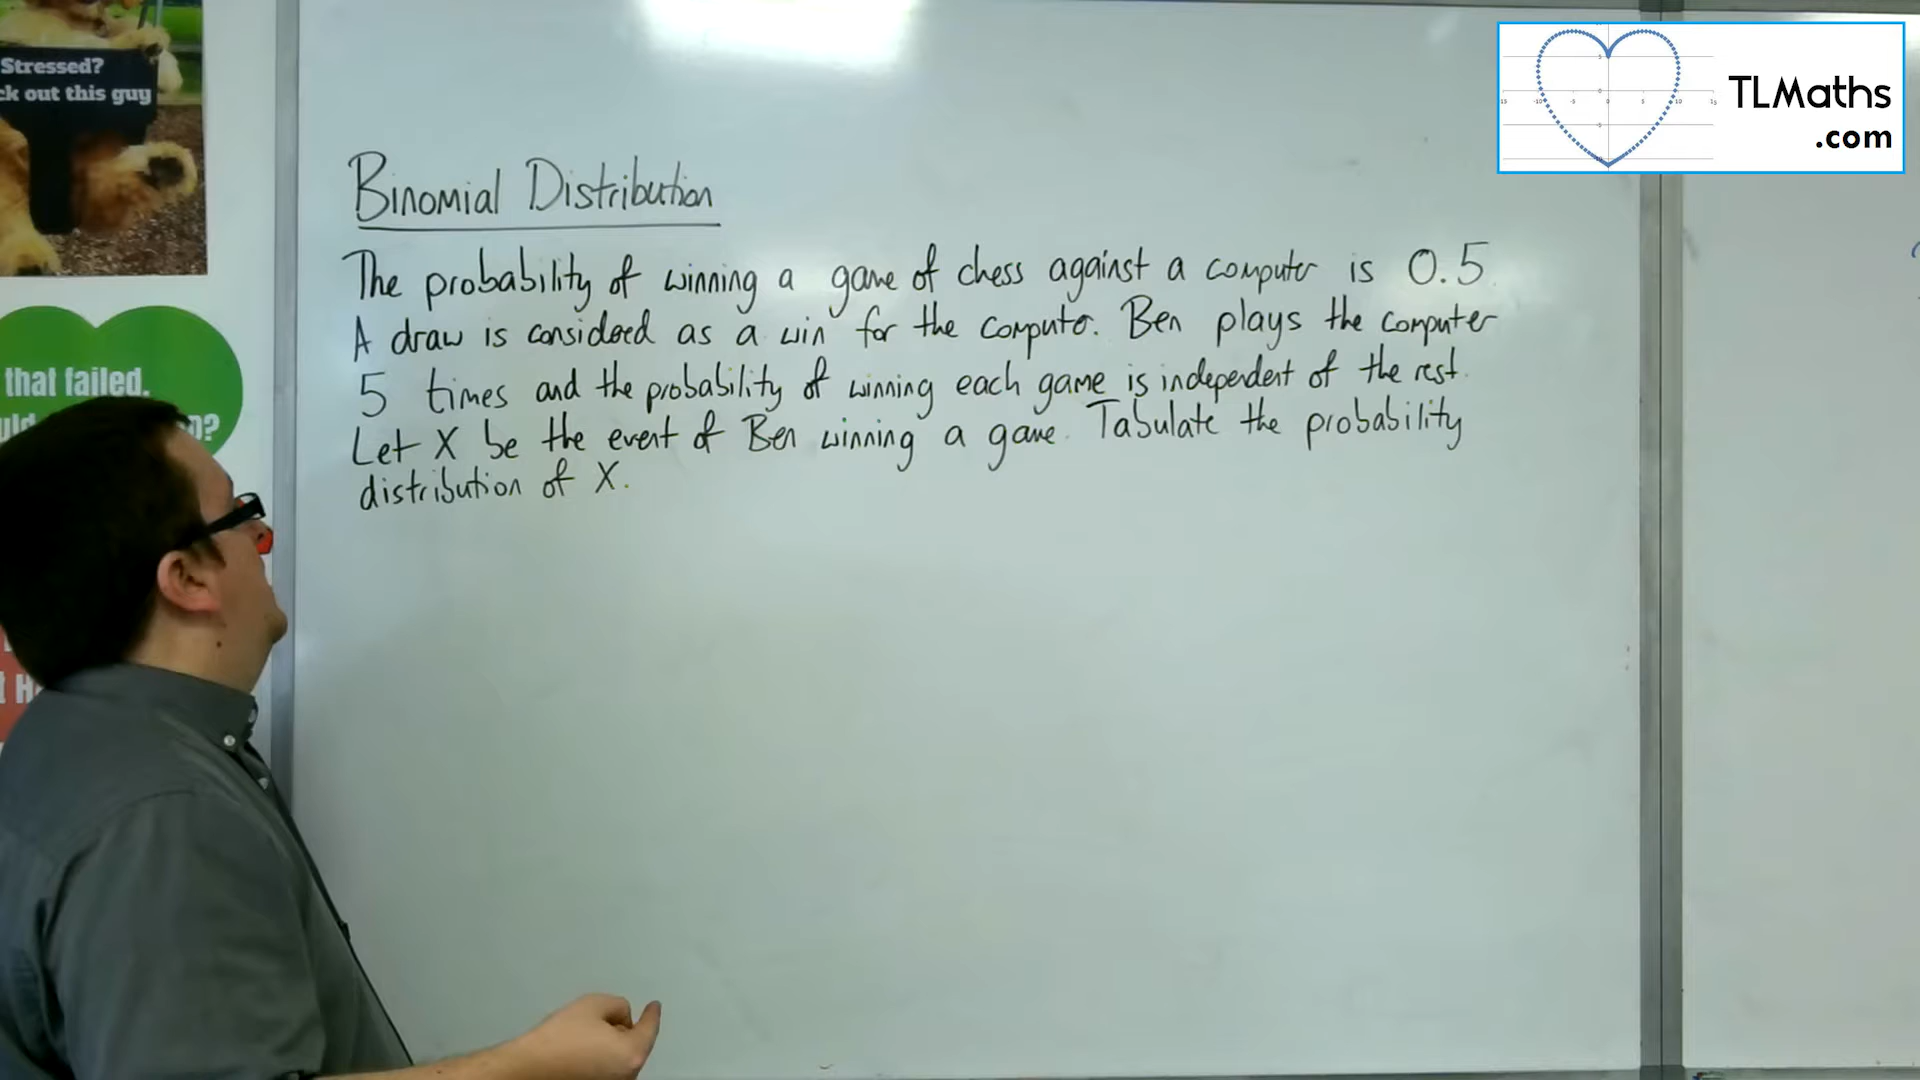 Stressed?
ck out this guy
that failed.
TLMaths
.com
Binomial Distribution
The probability of winning a game of chess against a computer is 0.5.
A draw is considered as a win for the computer. Ben plays the computer
5 times and the probability of winning each game is independent of the rest.
Let X be the event of Ben winning a game. Tabulate the probability
distribution of X.